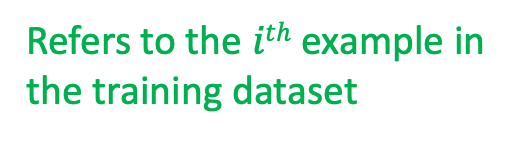 Refers to the iᵗʰ example in
the training dataset